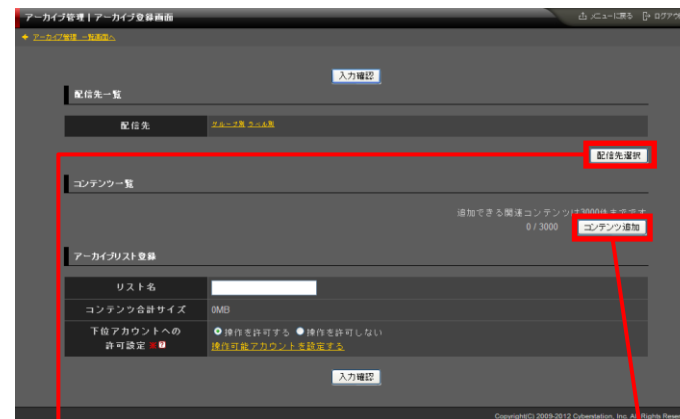 アーカイブ管理 | アーカイブ登録画面
メニューに戻る ログアウ
アーカイブ管理 一覧画面へ
入力確認
配信先一覧
配信先 グループ別 ラベル別
配信先選択
コンテンツ一覧
追加できる関連コンテンツは3000件までです
0 / 3000 コンテンツ追加
アーカイブリスト登録
リスト名
コンテンツ合計サイズ 0MB
下位アカウントへの 操作を許可する 操作を許可しない
許可設定 ? 操作可能アカウントを設定する
入力確認
Copyright(C) 2009-2012 Cyberstation, Inc. All Rights Reser